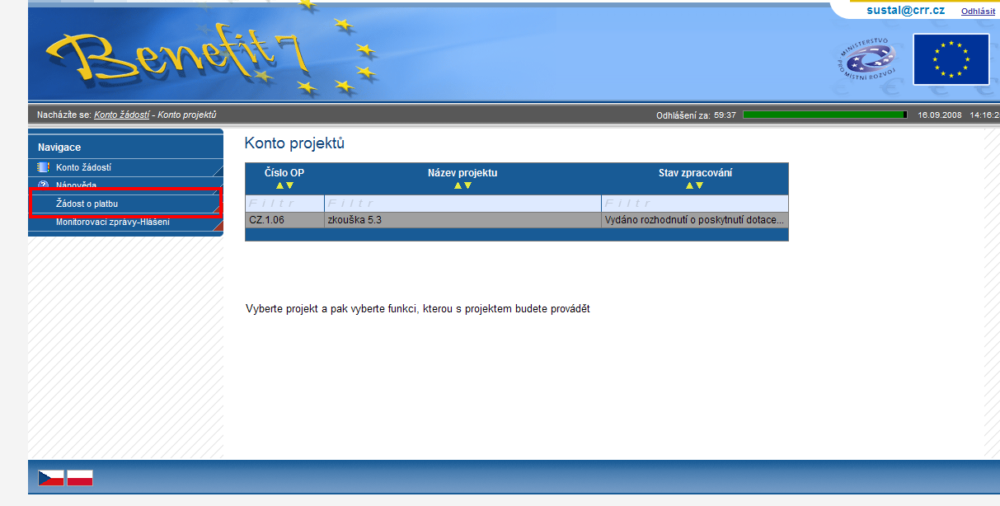 sustal@crr.cz Odhlásit
Benefit7
MINISTERSTVO PRO MÍSTNÍ ROZVOJ
Nacházíte se: Konto žádostí - Konto projektů
Odhlášení za: 59:37
16.09.2008 14:16:2
Navigace
Konto žádostí
Nápověda
Žádost o platbu
Monitorovací zprávy-Hlášení
Konto projektů
Číslo OP Název projektu Stav zpracování
Filtr Filtr Filtr
CZ.1.06 zkouška 5.3 Vydáno rozhodnutí o poskytnutí dotace...
Vyberte projekt a pak vyberte funkci, kterou s projektem budete provádět